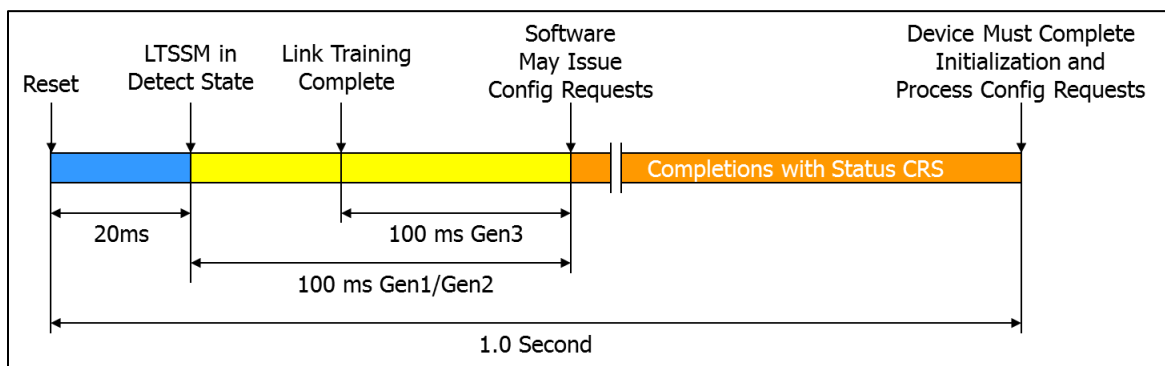 Reset
LTSSM in
Detect State
Link Training
Complete
Software
May Issue
Config Requests
Device Must Complete
Initialization and
Process Config Requests
Completions with Status CRS
20ms
100 ms Gen3
100 ms Gen1/Gen2
1.0 Second